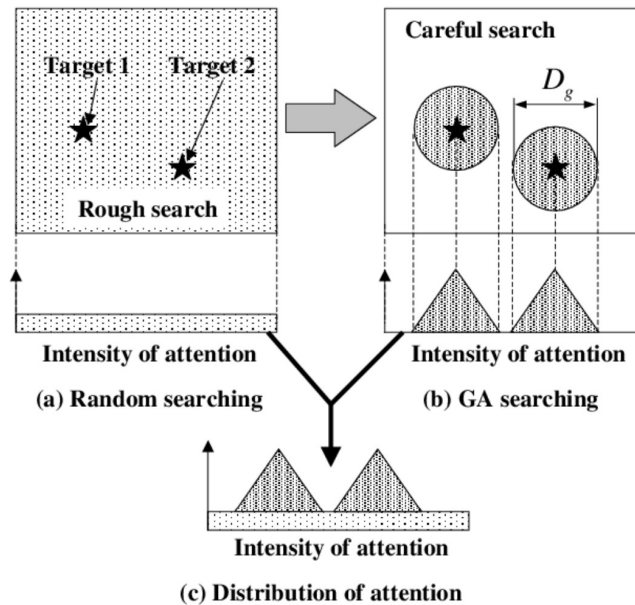 Target 1
Target 2
Rough search
Intensity of attention
(a) Random searching
Careful search
D_g
Intensity of attention
(b) GA searching
Intensity of attention
(c) Distribution of attention